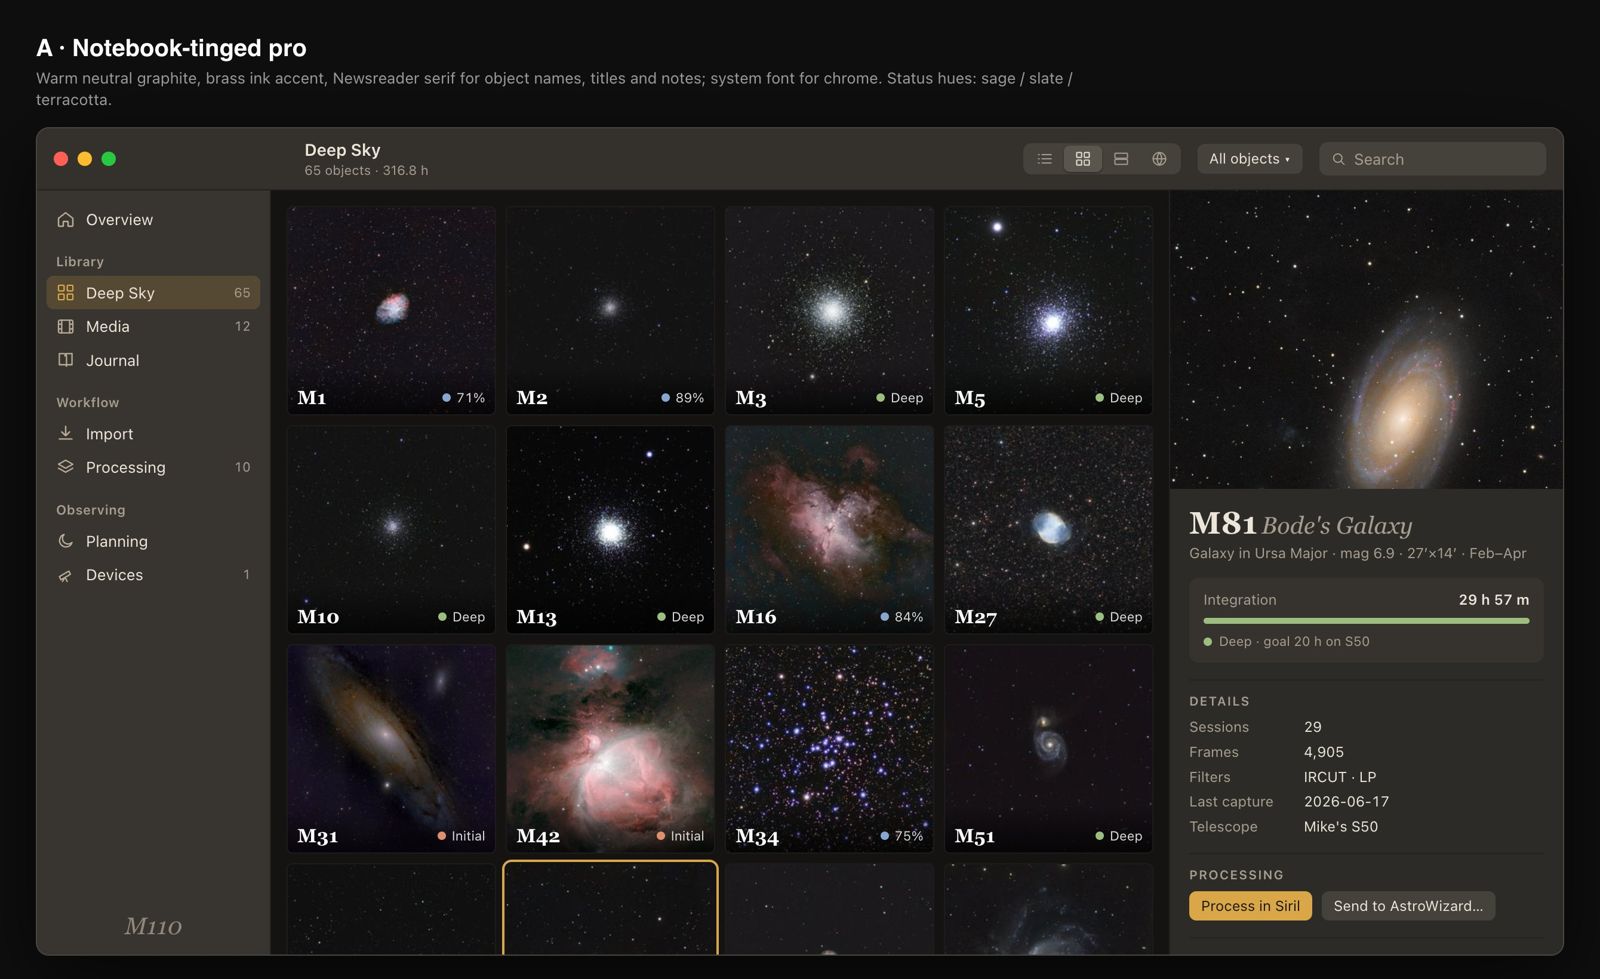 A · Notebook-tinged pro
Warm neutral graphite, brass ink accent, Newsreader serif for object names, titles and notes; system font for chrome. Status hues: sage / slate /
terracotta.
Deep Sky
65 objects · 316.8 h
All objects ▾
Search
Overview
Library
Deep Sky 65
Media 12
Journal
Workflow
Import
Processing 10
Observing
Planning
Devices 1
M110
M1 71%
M2 89%
M3 Deep
M5 Deep
M10 Deep
M13 Deep
M16 84%
M27 Deep
M31 Initial
M42 Initial
M34 75%
M51 Deep
M81 Bode's Galaxy
Galaxy in Ursa Major · mag 6.9 · 27′×14′ · Feb–Apr
Integration 29 h 57 m
Deep · goal 20 h on S50
DETAILS
Sessions 29
Frames 4,905
Filters IRCUT · LP
Last capture 2026-06-17
Telescope Mike's S50
PROCESSING
Process in Siril
Send to AstroWizard…